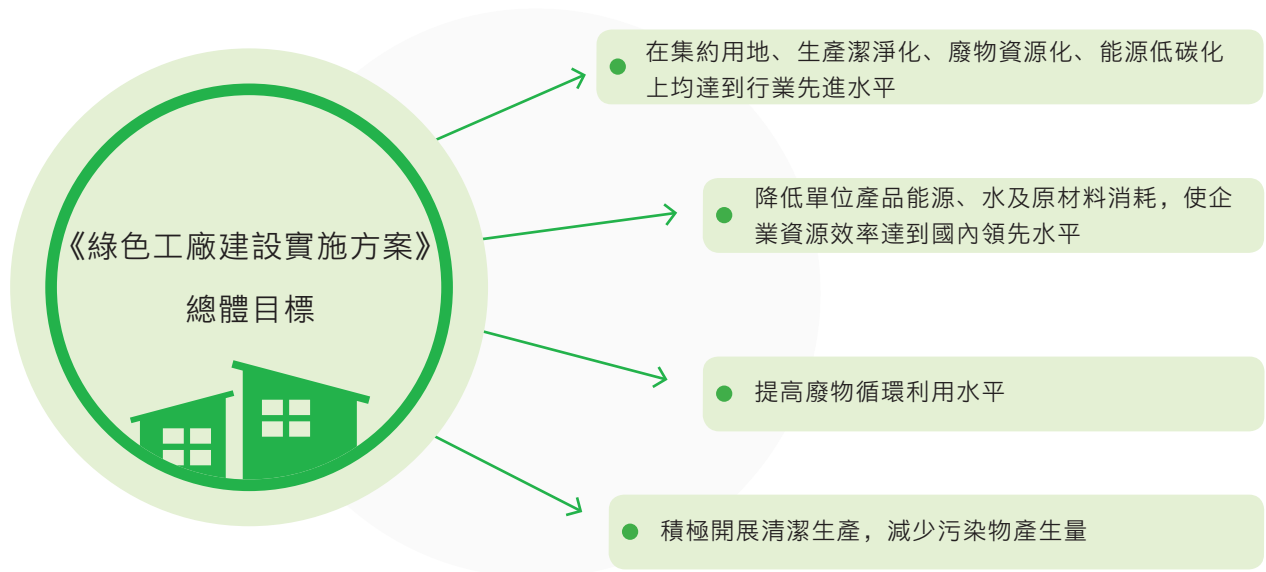 《綠色工廠建設實施方案》
總體目標
在集約用地、生產潔淨化、廢物資源化、能源低碳化
上均達到行業先進水平
降低單位產品能源、水及原材料消耗，使企
業資源效率達到國內領先水平
提高廢物循環利用水平
積極開展清潔生產，減少污染物產生量